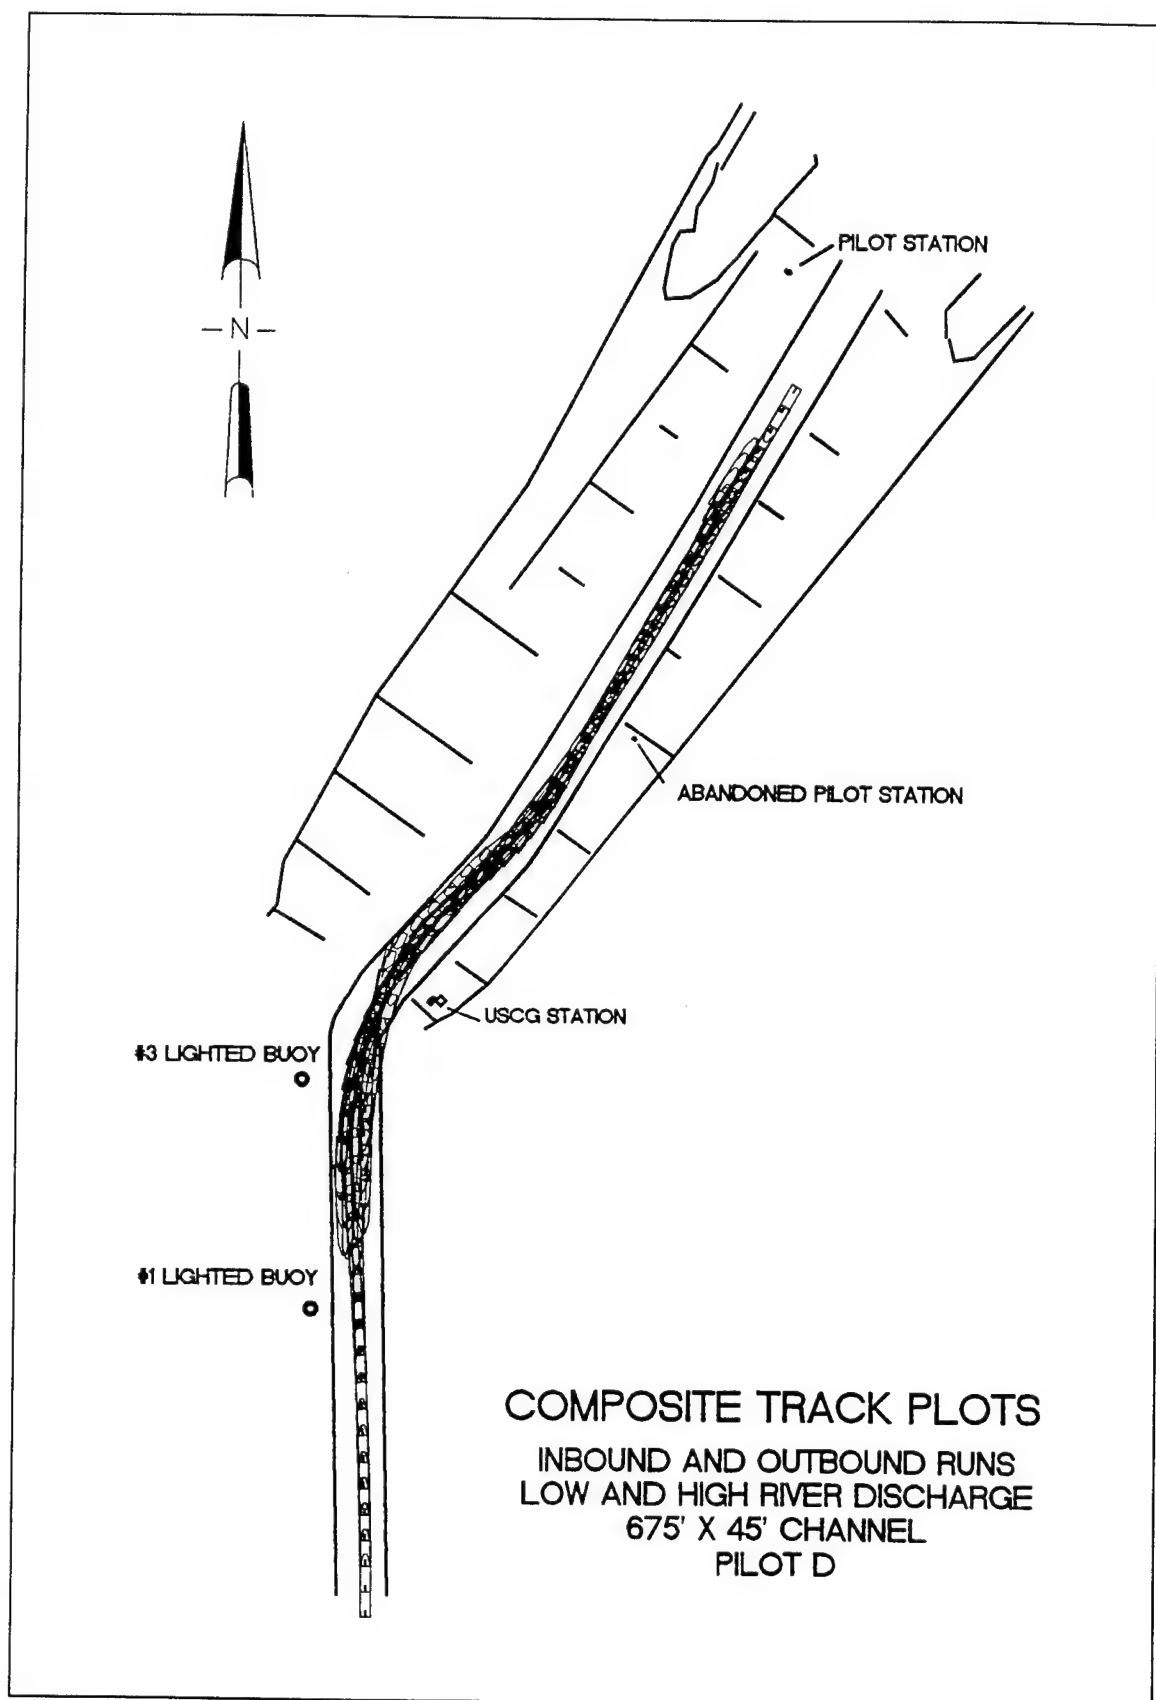 PILOT STATION
- N -
ABANDONED PILOT STATION
USCG STATION
#3 LIGHTED BUOY
#1 LIGHTED BUOY
COMPOSITE TRACK PLOTS
INBOUND AND OUTBOUND RUNS
LOW AND HIGH RIVER DISCHARGE
675' X 45' CHANNEL
PILOT D